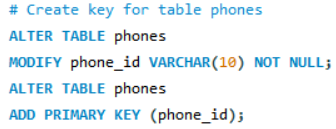 # Create key for table phones
ALTER TABLE phones
MODIFY phone_id VARCHAR(10) NOT NULL;
ALTER TABLE phones
ADD PRIMARY KEY (phone_id);